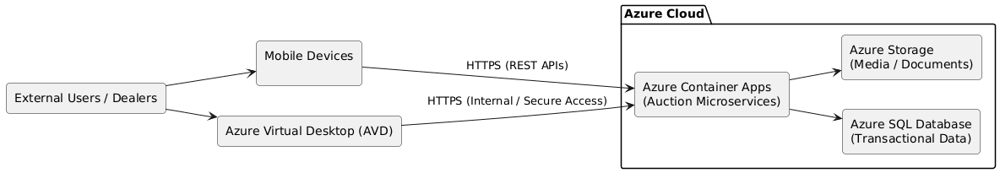 Azure Cloud
External Users / Dealers
Mobile Devices
Azure Virtual Desktop (AVD)
HTTPS (REST APIs)
HTTPS (Internal / Secure Access)
Azure Container Apps
(Auction Microservices)
Azure Storage
(Media / Documents)
Azure SQL Database
(Transactional Data)